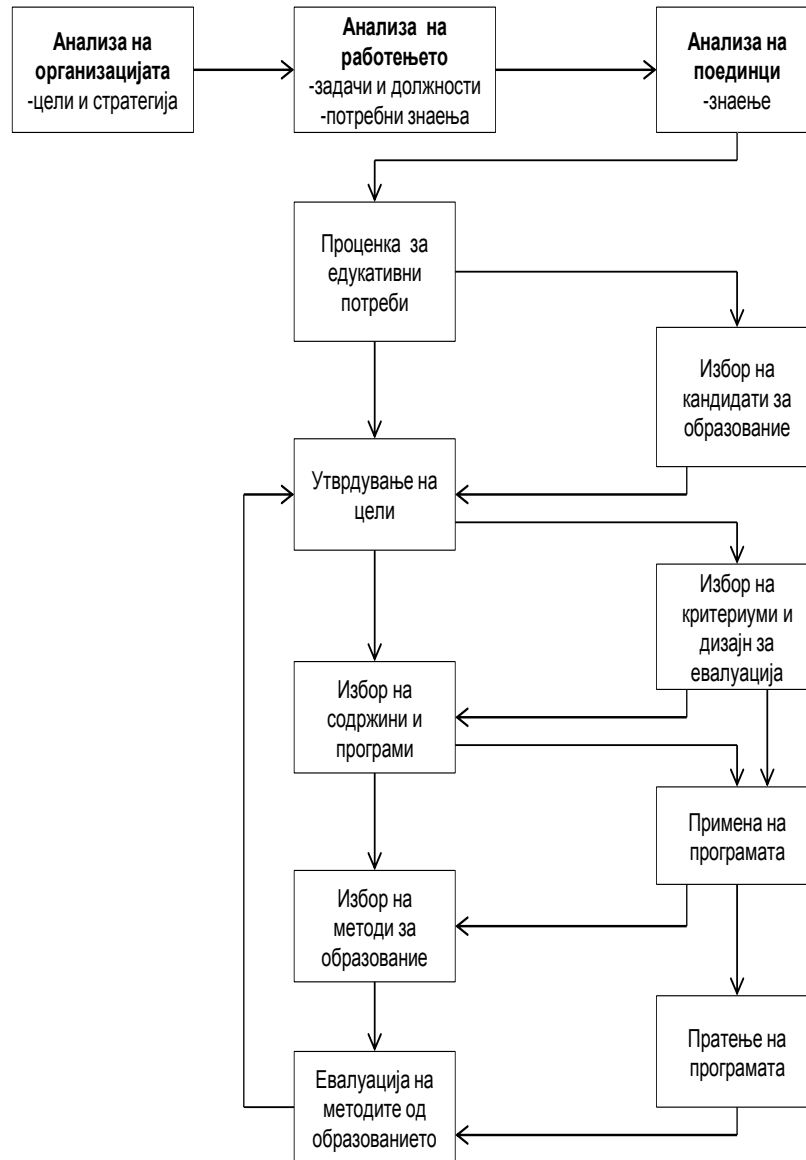 Анализа на
организацијата
-цели и стратегија
Анализа на
работењето
-задачи и должности
-потребни знаења
Анализа на
поединци
-знаење
Проценка за
едукативни
потреби
Избор на
кандидати за
образование
Утврдување на
цели
Избор на
критериуми и
дизајн за
евалуација
Избор на
содржини и
програми
Примена на
програмата
Избор на
методи за
образование
Пратење на
програмата
Евалуација на
методите од
образованието